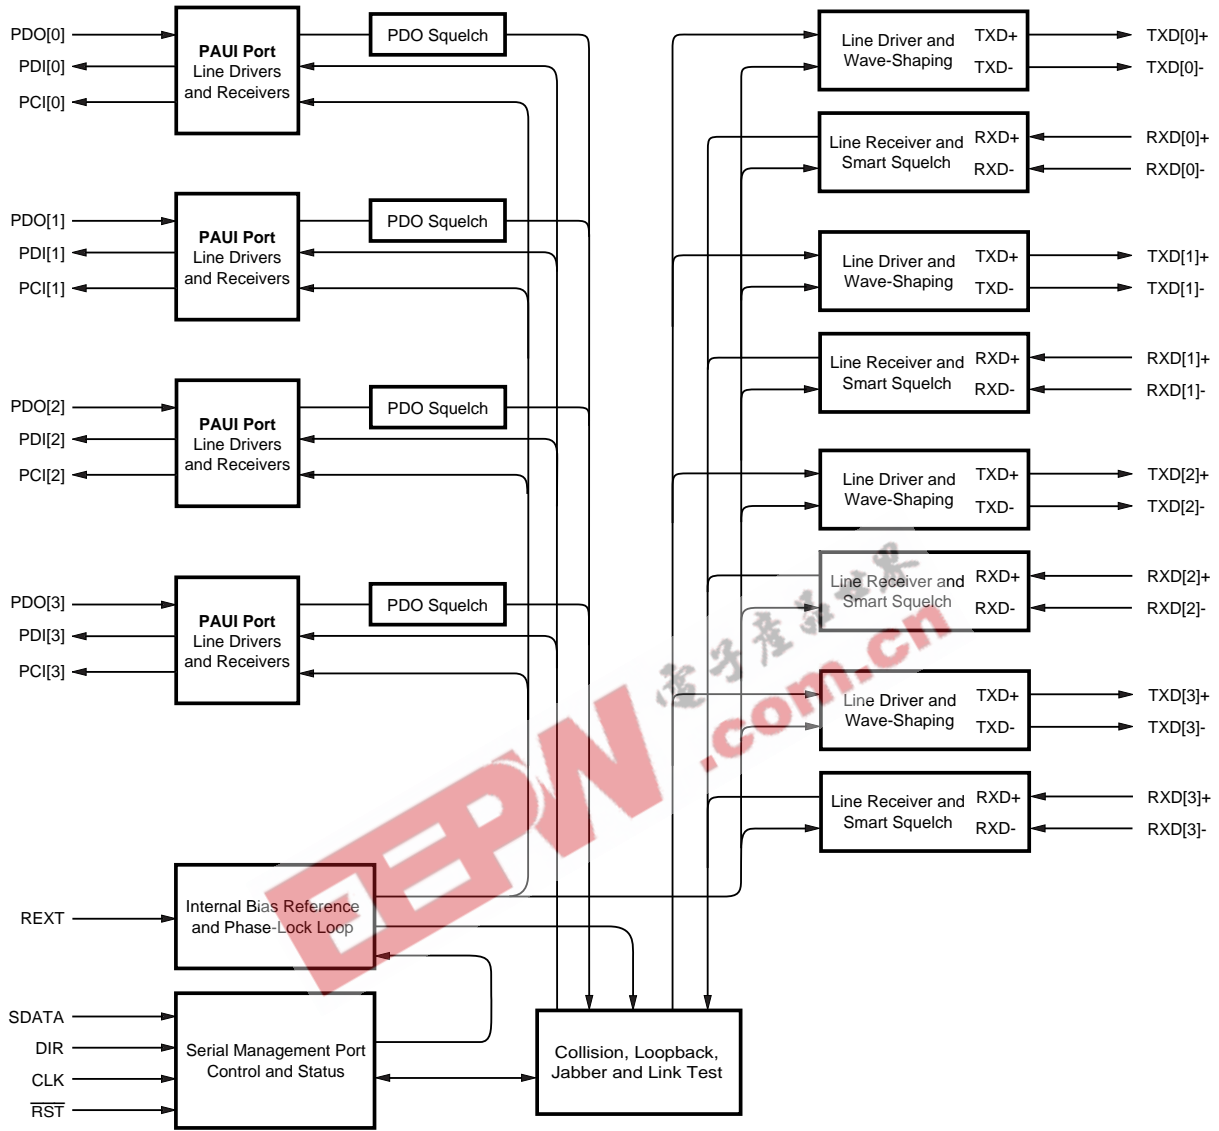 PDO[0]
PDI[0]
PCI[0]
PAUI Port
Line Drivers
and Receivers
PDO Squelch
PDO[1]
PDI[1]
PCI[1]
PAUI Port
Line Drivers
and Receivers
PDO Squelch
PDO[2]
PDI[2]
PCI[2]
PAUI Port
Line Drivers
and Receivers
PDO Squelch
PDO[3]
PDI[3]
PCI[3]
PAUI Port
Line Drivers
and Receivers
PDO Squelch
REXT
Internal Bias Reference
and Phase-Lock Loop
SDATA
DIR
CLK
RST
Serial Management Port
Control and Status
Collision, Loopback,
Jabber and Link Test
Line Driver and
Wave-Shaping
TXD+
TXD-
TXD[0]+
TXD[0]-
Line Receiver and
Smart Squelch
RXD+
RXD-
RXD[0]+
RXD[0]-
Line Driver and
Wave-Shaping
TXD+
TXD-
TXD[1]+
TXD[1]-
Line Receiver and
Smart Squelch
RXD+
RXD-
RXD[1]+
RXD[1]-
Line Driver and
Wave-Shaping
TXD+
TXD-
TXD[2]+
TXD[2]-
Line Receiver and
Smart Squelch
RXD+
RXD-
RXD[2]+
RXD[2]-
Line Driver and
Wave-Shaping
TXD+
TXD-
TXD[3]+
TXD[3]-
Line Receiver and
Smart Squelch
RXD+
RXD-
RXD[3]+
RXD[3]-
EEPW.com.cn
電子產品世界